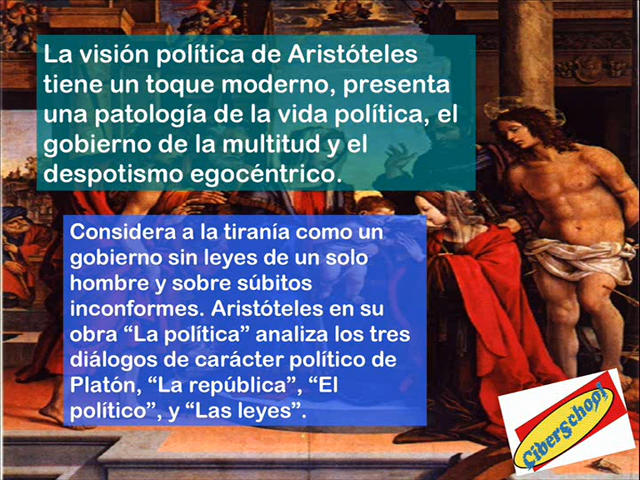 La visión política de Aristóteles
tiene un toque moderno, presenta
una patología de la vida política, el
gobierno de la multitud y el
despotismo egocéntrico.
Considera a la tiranía como un
gobierno sin leyes de un solo
hombre y sobre súbitos
inconformes. Aristóteles en su
obra “La política” analiza los tres
diálogos de carácter político de
Platón, “La república”, “El
político”, y “Las leyes”.
¡CiberSchool!